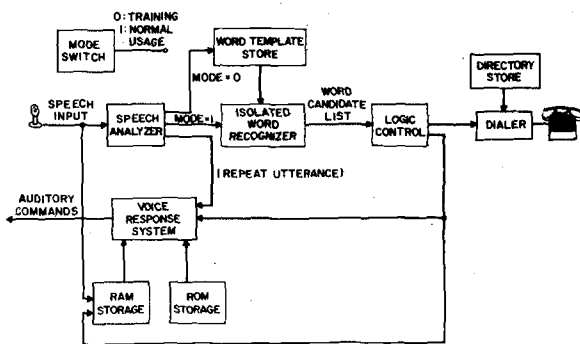 0: TRAINING
1: NORMAL
USAGE
MODE
SWITCH
WORD TEMPLATE
STORE
MODE = 0
DIRECTORY
STORE
SPEECH
INPUT
SPEECH
ANALYZER
MODE=1
ISOLATED
WORD
RECOGNIZER
WORD
CANDIDATE
LIST
LOGIC
CONTROL
DIALER
(REPEAT UTTERANCE)
AUDITORY
COMMANDS
VOICE
RESPONSE
SYSTEM
RAM
STORAGE
ROM
STORAGE